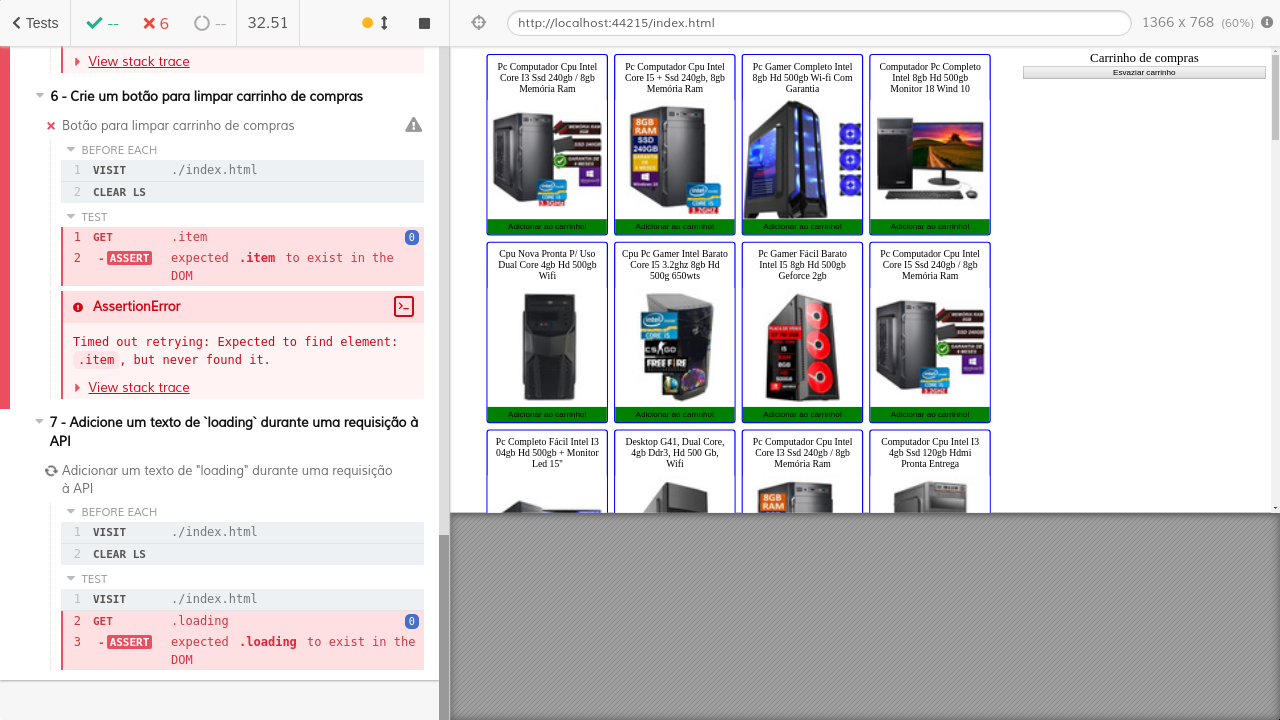 Tests
--
6
--
32.51
http://localhost:44215/index.html
1366 x 768 (60%)
View stack trace
6 - Crie um botão para limpar carrinho de compras
Botão para limpar carrinho de compras
BEFORE EACH
1 VISIT ./index.html
2 CLEAR LS
TEST
1 GET .item 0
2 - ASSERT expected .item to exist in the
DOM
AssertionError
Timed out retrying: Expected to find element:
.item, but never found it.
View stack trace
7 - Adicione um texto de `loading` durante uma requisição à
API
Adicionar um texto de "loading" durante uma requisição
à API
BEFORE EACH
1 VISIT ./index.html
2 CLEAR LS
TEST
1 VISIT ./index.html
2 GET .loading 0
3 - ASSERT expected .loading to exist in the
DOM
Pc Computador Cpu Intel
Core I3 Ssd 240gb / 8gb
Memória Ram
Adicionar ao carrinho!
Pc Computador Cpu Intel
Core I5 + Ssd 240gb, 8gb
Memória Ram
8GB
RAM
SSD
240GB
Adicionar ao carrinho!
Pc Gamer Completo Intel
8gb Hd 500gb Wi-fi Com
Garantia
Adicionar ao carrinho!
Computador Pc Completo
Intel 8gb Hd 500gb
Monitor 18 Wind 10
Adicionar ao carrinho!
Cpu Nova Pronta P/ Uso
Dual Core 4gb Hd 500gb
Wifi
Adicionar ao carrinho!
Cpu Pc Gamer Intel Barato
Core I5 3.2ghz 8gb Hd
500g 650wts
CS:GO
FREE FIRE
Adicionar ao carrinho!
Pc Gamer Fácil Barato
Intel I5 8gb Hd 500gb
Geforce 2gb
Adicionar ao carrinho!
Pc Computador Cpu Intel
Core I5 Ssd 240gb / 8gb
Memória Ram
Adicionar ao carrinho!
Pc Completo Fácil Intel I3
04gb Hd 500gb + Monitor
Led 15"
Desktop G41, Dual Core,
4gb Ddr3, Hd 500 Gb,
Wifi
Pc Computador Cpu Intel
Core I3 Ssd 240gb / 8gb
Memória Ram
8GB
RAM
Computador Cpu Intel I3
4gb Ssd 120gb Hdmi
Pronta Entrega
Carrinho de compras
Esvaziar carrinho